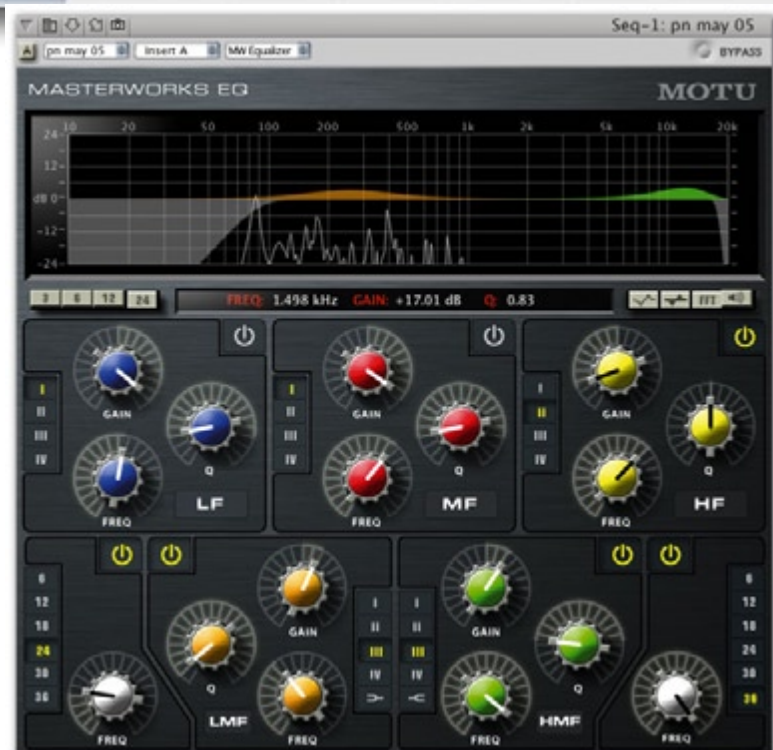 Seq-1: pn may 05
A pn may 05 Insert A MW Equalizer BYPASS
MASTERWORKS EQ MOTU
10 20 50 100 200 500 1k 2k 5k 10k 20k
24
12
dB 0
-12
-24
3 6 12 24 FREQ: 1.498 kHz GAIN: +17.01 dB Q: 0.83 FFT
I
II
III
IV
GAIN
Q
FREQ
LF
I
II
III
IV
GAIN
Q
FREQ
MF
I
II
III
IV
GAIN
Q
FREQ
HF
6
12
18
24
30
36
FREQ
GAIN
Q
LMF
FREQ
I
II
III
IV
I
II
III
IV
GAIN
Q
FREQ
HMF
6
12
18
24
30
36
FREQ